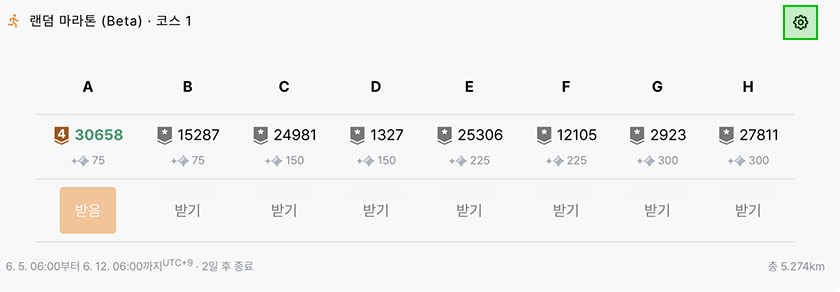 랜덤 마라톤 (Beta) · 코스 1
A B C D E F G H
4 30658 * 15287 * 24981 * 1327 * 25306 * 12105 * 2923 * 27811
+ 75 + 75 + 150 + 150 + 225 + 225 + 300 + 300
받음 받기 받기 받기 받기 받기 받기 받기
6. 5. 06:00부터 6. 12. 06:00까지UTC+9 · 2일 후 종료 총 5.274km